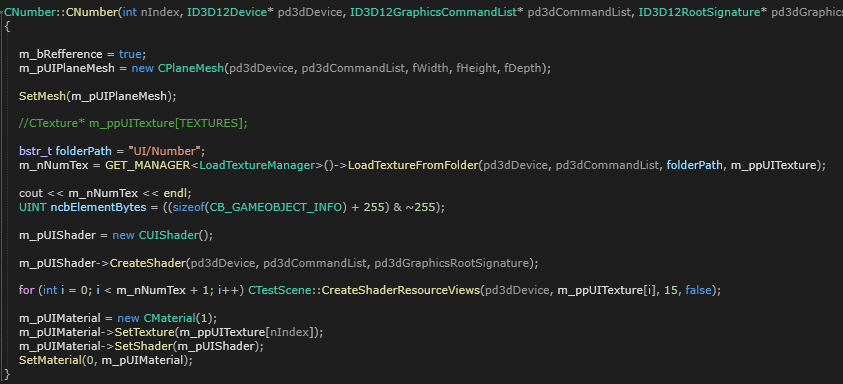 CNumber::CNumber(int nIndex, ID3D12Device* pd3dDevice, ID3D12GraphicsCommandList* pd3dCommandList, ID3D12RootSignature* pd3dGraphics
{
m_bRefference = true;
m_pUIPlaneMesh = new CPlaneMesh(pd3dDevice, pd3dCommandList, fWidth, fHeight, fDepth);
SetMesh(m_pUIPlaneMesh);
//CTexture* m_ppUITexture[TEXTURES];
bstr_t folderPath = "UI/Number";
m_nNumTex = GET_MANAGER<LoadTextureManager>()->LoadTextureFromFolder(pd3dDevice, pd3dCommandList, folderPath, m_ppUITexture);
cout << m_nNumTex << endl;
UINT ncbElementBytes = ((sizeof(CB_GAMEOBJECT_INFO) + 255) & ~255);
m_pUIShader = new CUIShader();
m_pUIShader->CreateShader(pd3dDevice, pd3dCommandList, pd3dGraphicsRootSignature);
for (int i = 0; i < m_nNumTex + 1; i++) CTestScene::CreateShaderResourceViews(pd3dDevice, m_ppUITexture[i], 15, false);
m_pUIMaterial = new CMaterial(1);
m_pUIMaterial->SetTexture(m_ppUITexture[nIndex]);
m_pUIMaterial->SetShader(m_pUIShader);
SetMaterial(0, m_pUIMaterial);
}